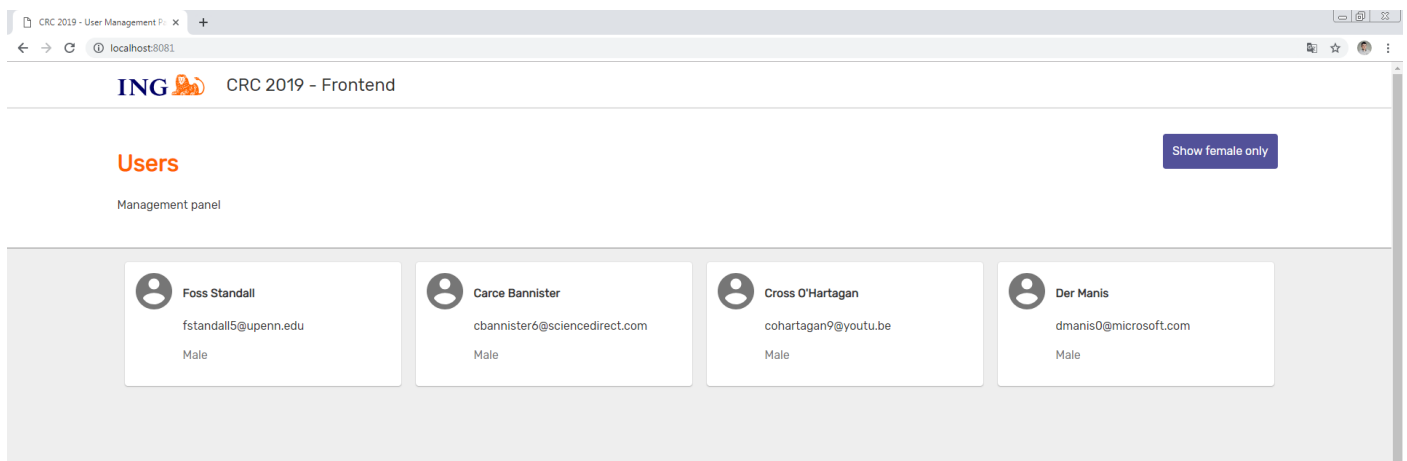 CRC 2019 - User Management P
localhost:8081
ING CRC 2019 - Frontend
Show female only
Users
Management panel
Foss Standall
fstandall5@upenn.edu
Male
Carce Bannister
cbannister6@sciencedirect.com
Male
Cross O'Hartagan
cohartagan9@youtu.be
Male
Der Manis
dmanis0@microsoft.com
Male